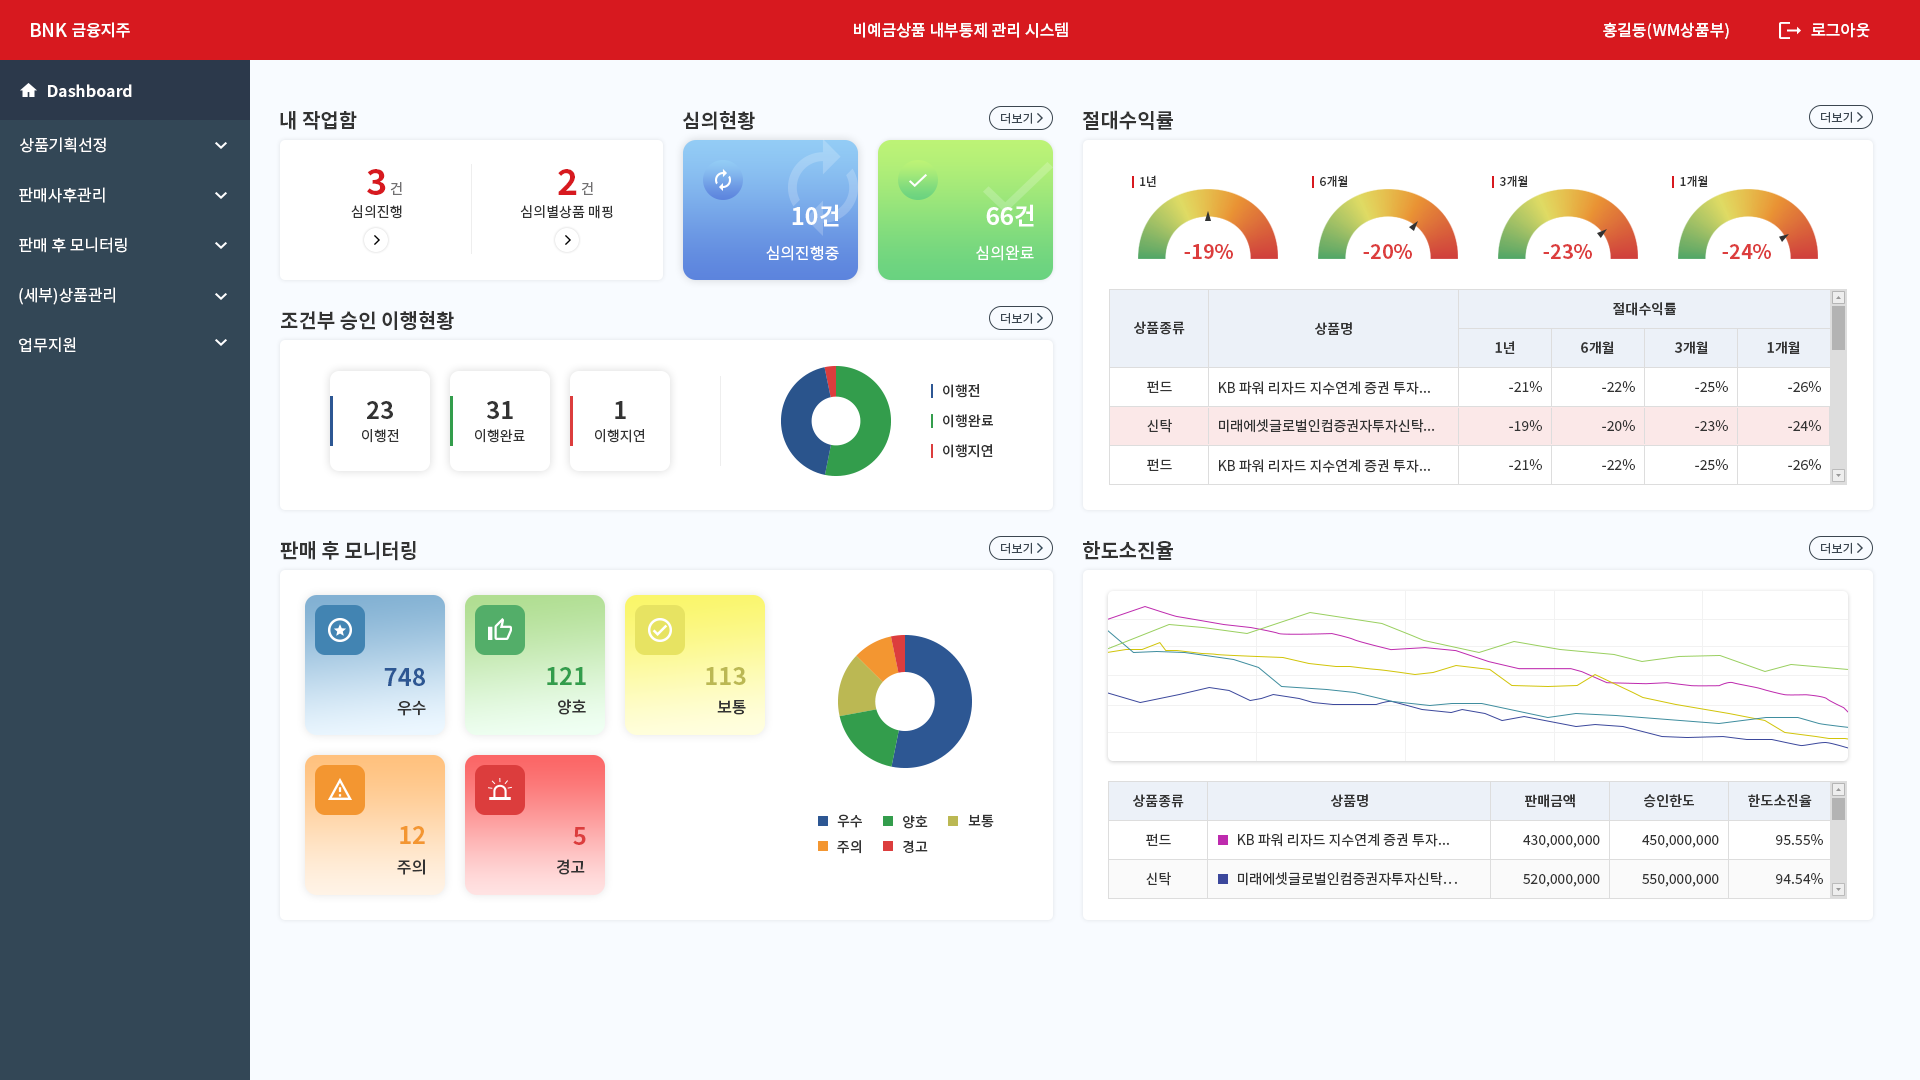 BNK 금융지주
비예금상품 내부통제 관리 시스템
홍길동(WM상품부)
로그아웃
Dashboard
상품기획선정
판매사후관리
판매 후 모니터링
(세부)상품관리
업무지원
내 작업함
3 건
심의진행
2 건
심의별상품 매핑
심의현황
더보기
10건
심의진행중
66건
심의완료
조건부 승인 이행현황
더보기
23
이행전
31
이행완료
1
이행지연
이행전
이행완료
이행지연
판매 후 모니터링
더보기
748
우수
121
양호
113
보통
12
주의
5
경고
우수 양호 보통
주의 경고
절대수익률
더보기
1년
-19%
6개월
-20%
3개월
-23%
1개월
-24%
상품종류 상품명 절대수익률
1년 6개월 3개월 1개월
펀드 KB 파워 리자드 지수연계 증권 투자... -21% -22% -25% -26%
신탁 미래에셋글로벌인컴증권자투자신탁... -19% -20% -23% -24%
펀드 KB 파워 리자드 지수연계 증권 투자... -21% -22% -25% -26%
한도소진율
더보기
상품종류 상품명 판매금액 승인한도 한도소진율
펀드 KB 파워 리자드 지수연계 증권 투자... 430,000,000 450,000,000 95.55%
신탁 미래에셋글로벌인컴증권자투자신탁... 520,000,000 550,000,000 94.54%